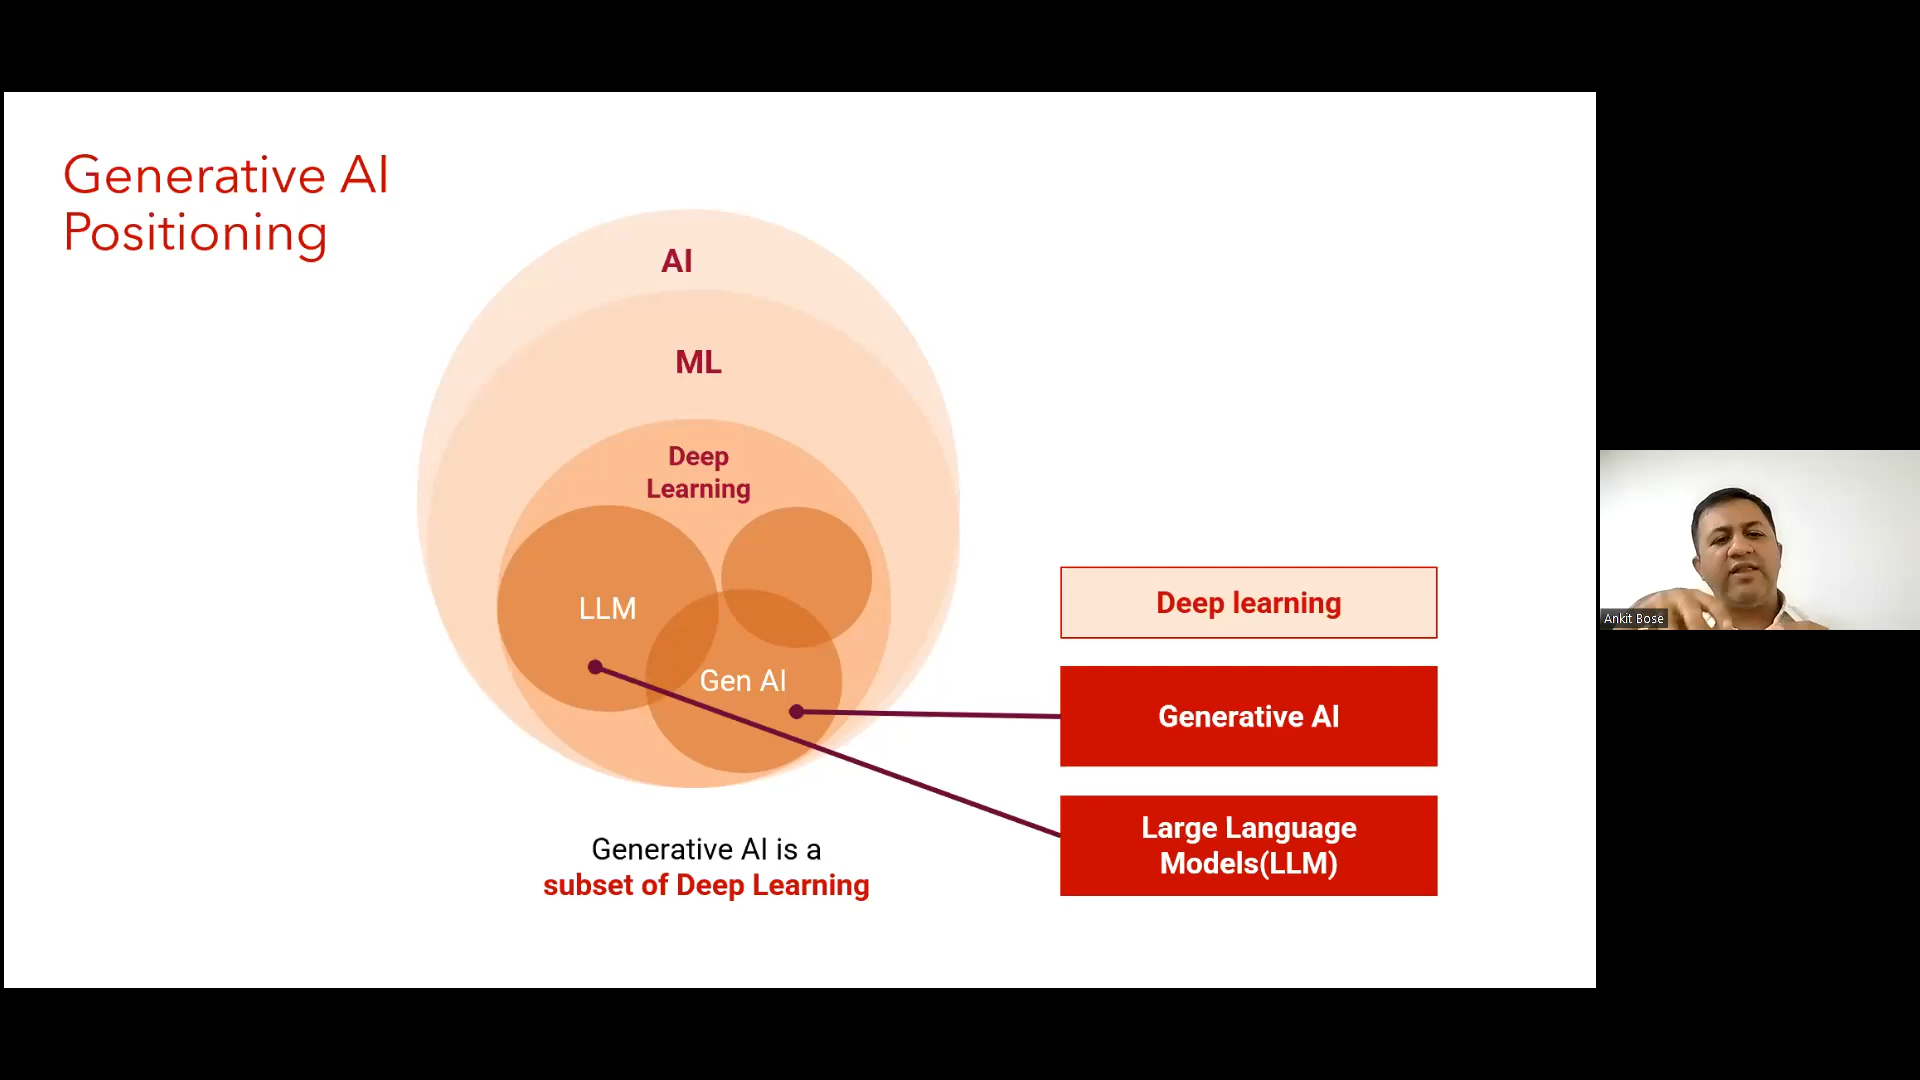 Generative AI
Positioning
AI
ML
Deep
Learning
LLM
Gen AI
Generative AI is a
subset of Deep Learning
Deep learning
Generative AI
Large Language
Models(LLM)
Ankit Bose